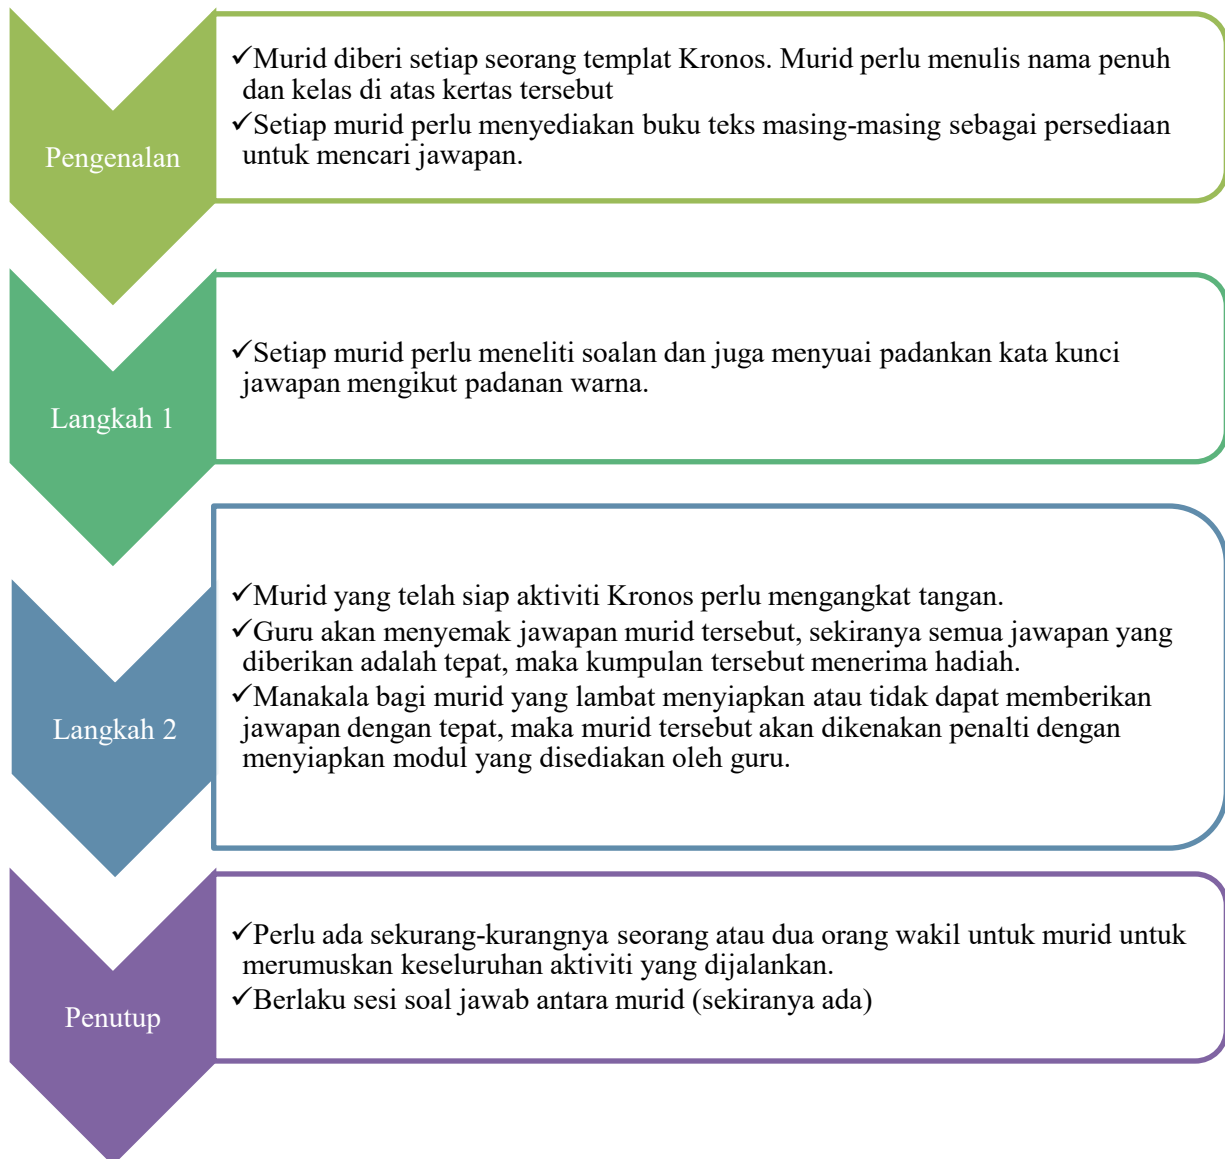 Pengenalan
✓Murid diberi setiap seorang templat Kronos. Murid perlu menulis nama penuh
dan kelas di atas kertas tersebut
✓Setiap murid perlu menyediakan buku teks masing-masing sebagai persediaan
untuk mencari jawapan.
Langkah 1
✓Setiap murid perlu meneliti soalan dan juga menyuai padankan kata kunci
jawapan mengikut padanan warna.
Langkah 2
✓Murid yang telah siap aktiviti Kronos perlu mengangkat tangan.
✓Guru akan menyemak jawapan murid tersebut, sekiranya semua jawapan yang
diberikan adalah tepat, maka kumpulan tersebut menerima hadiah.
✓Manakala bagi murid yang lambat menyiapkan atau tidak dapat memberikan
jawapan dengan tepat, maka murid tersebut akan dikenakan penalti dengan
menyiapkan modul yang disediakan oleh guru.
Penutup
✓Perlu ada sekurang-kurangnya seorang atau dua orang wakil untuk murid untuk
merumuskan keseluruhan aktiviti yang dijalankan.
✓Berlaku sesi soal jawab antara murid (sekiranya ada)